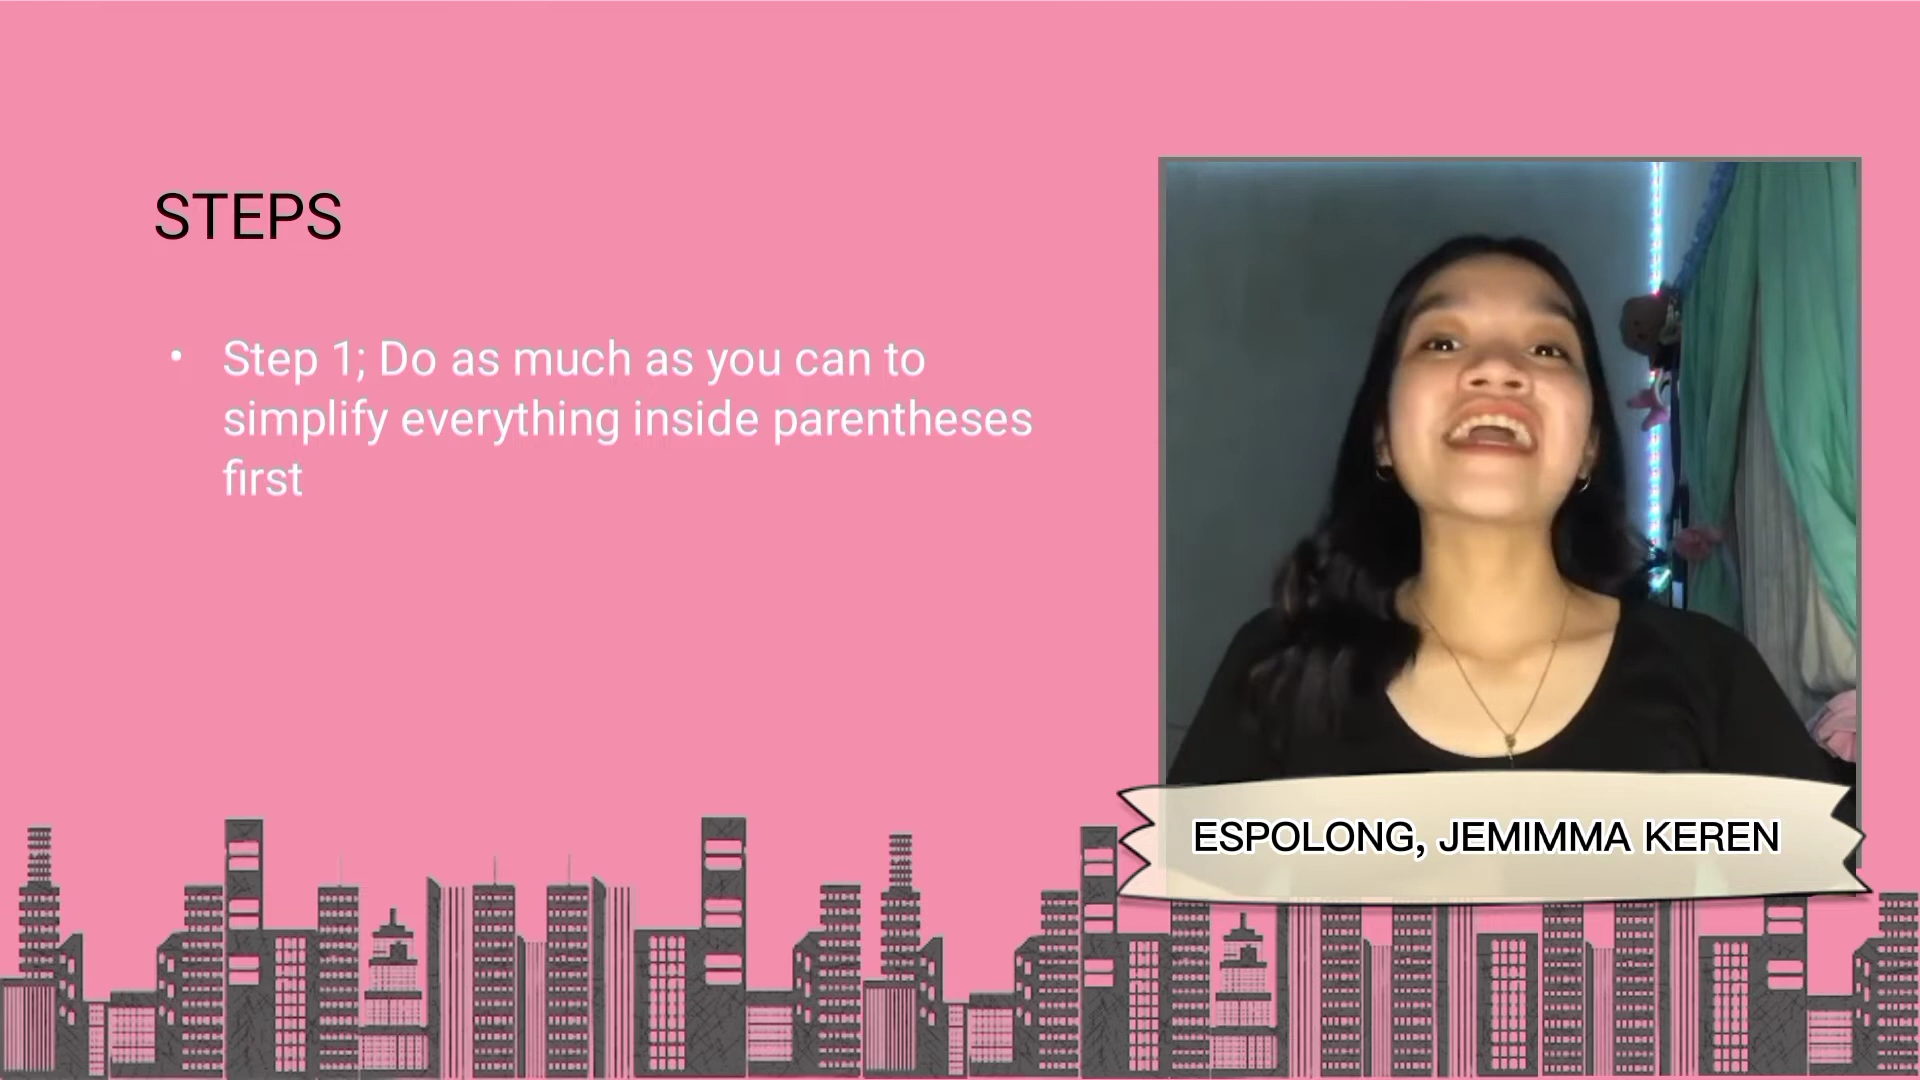 STEPS
• Step 1; Do as much as you can to
simplify everything inside parentheses
first
ESPOLONG, JEMIMMA KEREN